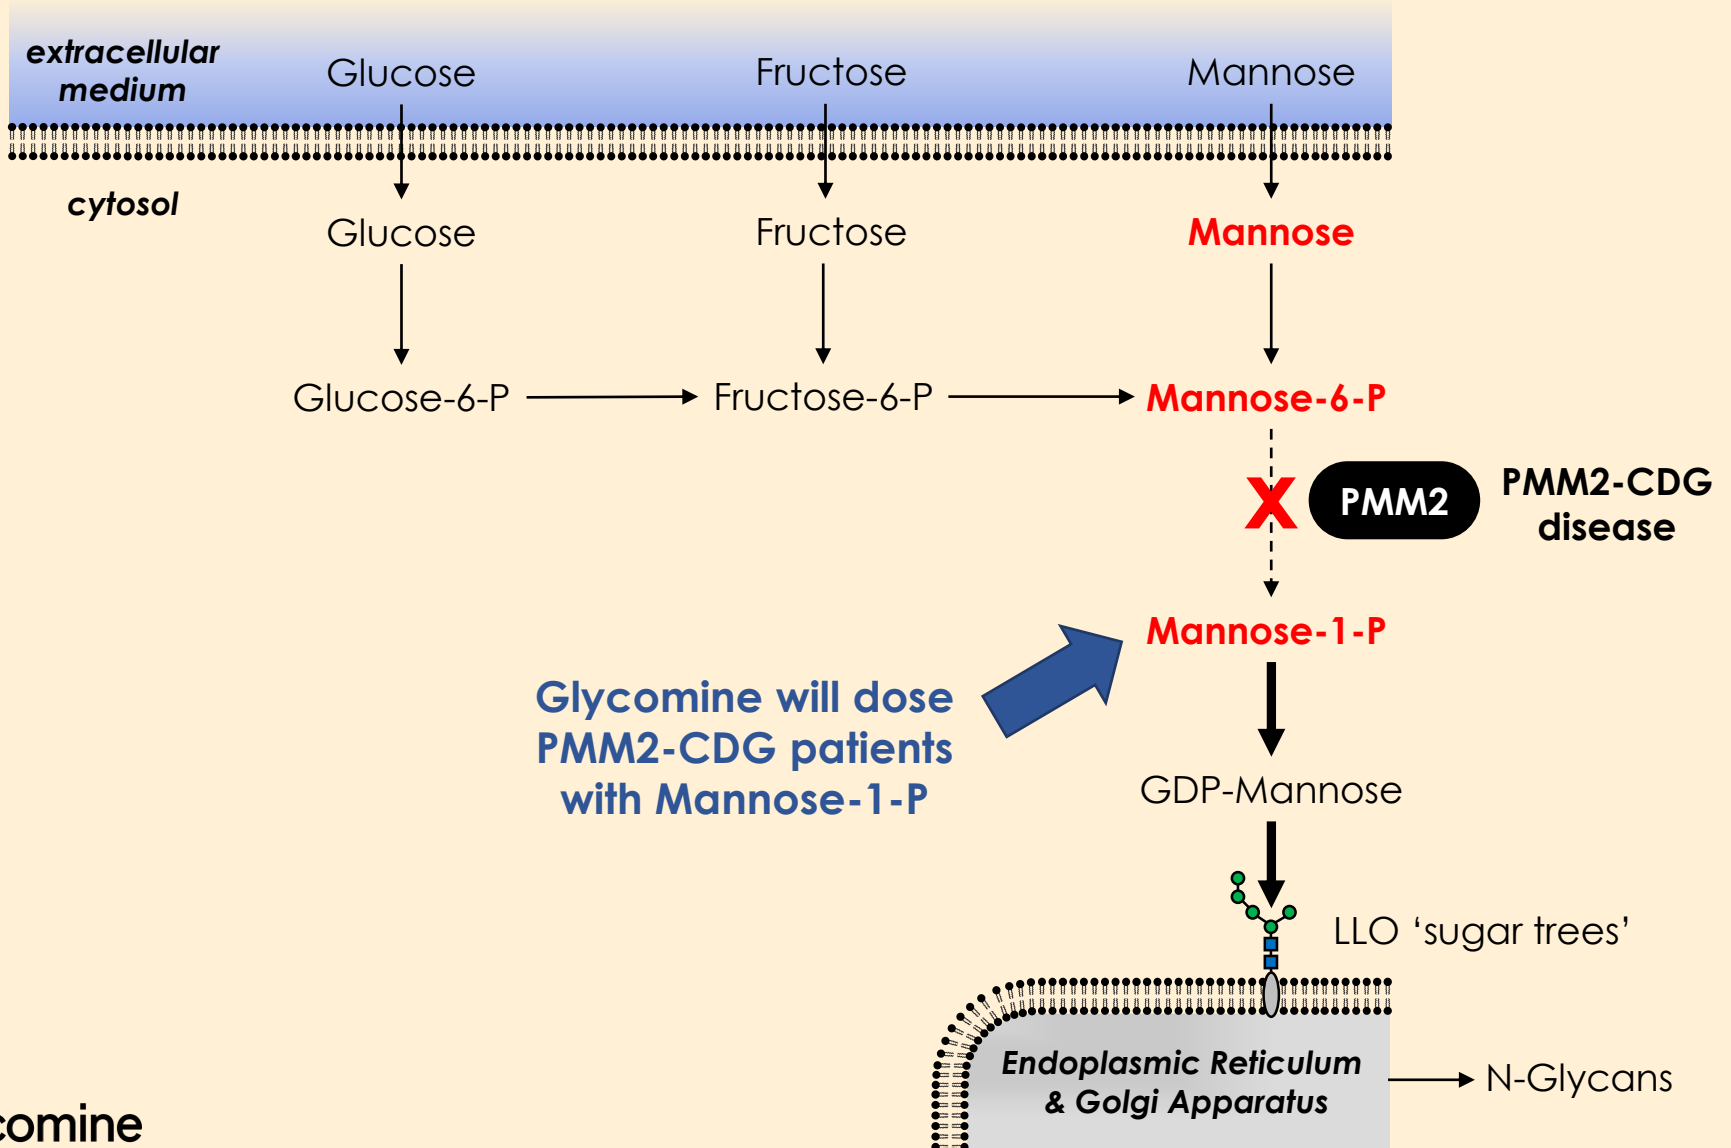 extracellular
medium
Glucose
Fructose
Mannose
cytosol
Glucose
Fructose
Mannose
Glucose-6-P
Fructose-6-P
Mannose-6-P
X
PMM2
PMM2-CDG
disease
Mannose-1-P
Glycomine will dose
PMM2-CDG patients
with Mannose-1-P
GDP-Mannose
LLO ‘sugar trees’
Endoplasmic Reticulum
& Golgi Apparatus
N-Glycans
comine